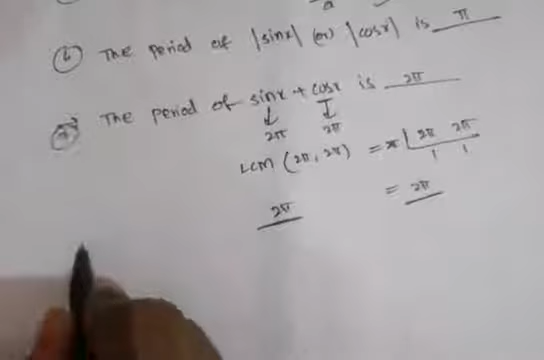 a
(6) The period of |sinx| (or) |cosx| is π
The period of sinx + cosx is 2π
↓ ↓
2π 2π
LCM (2π, 2π) = 2π 2π
1 1
= 2π
2π